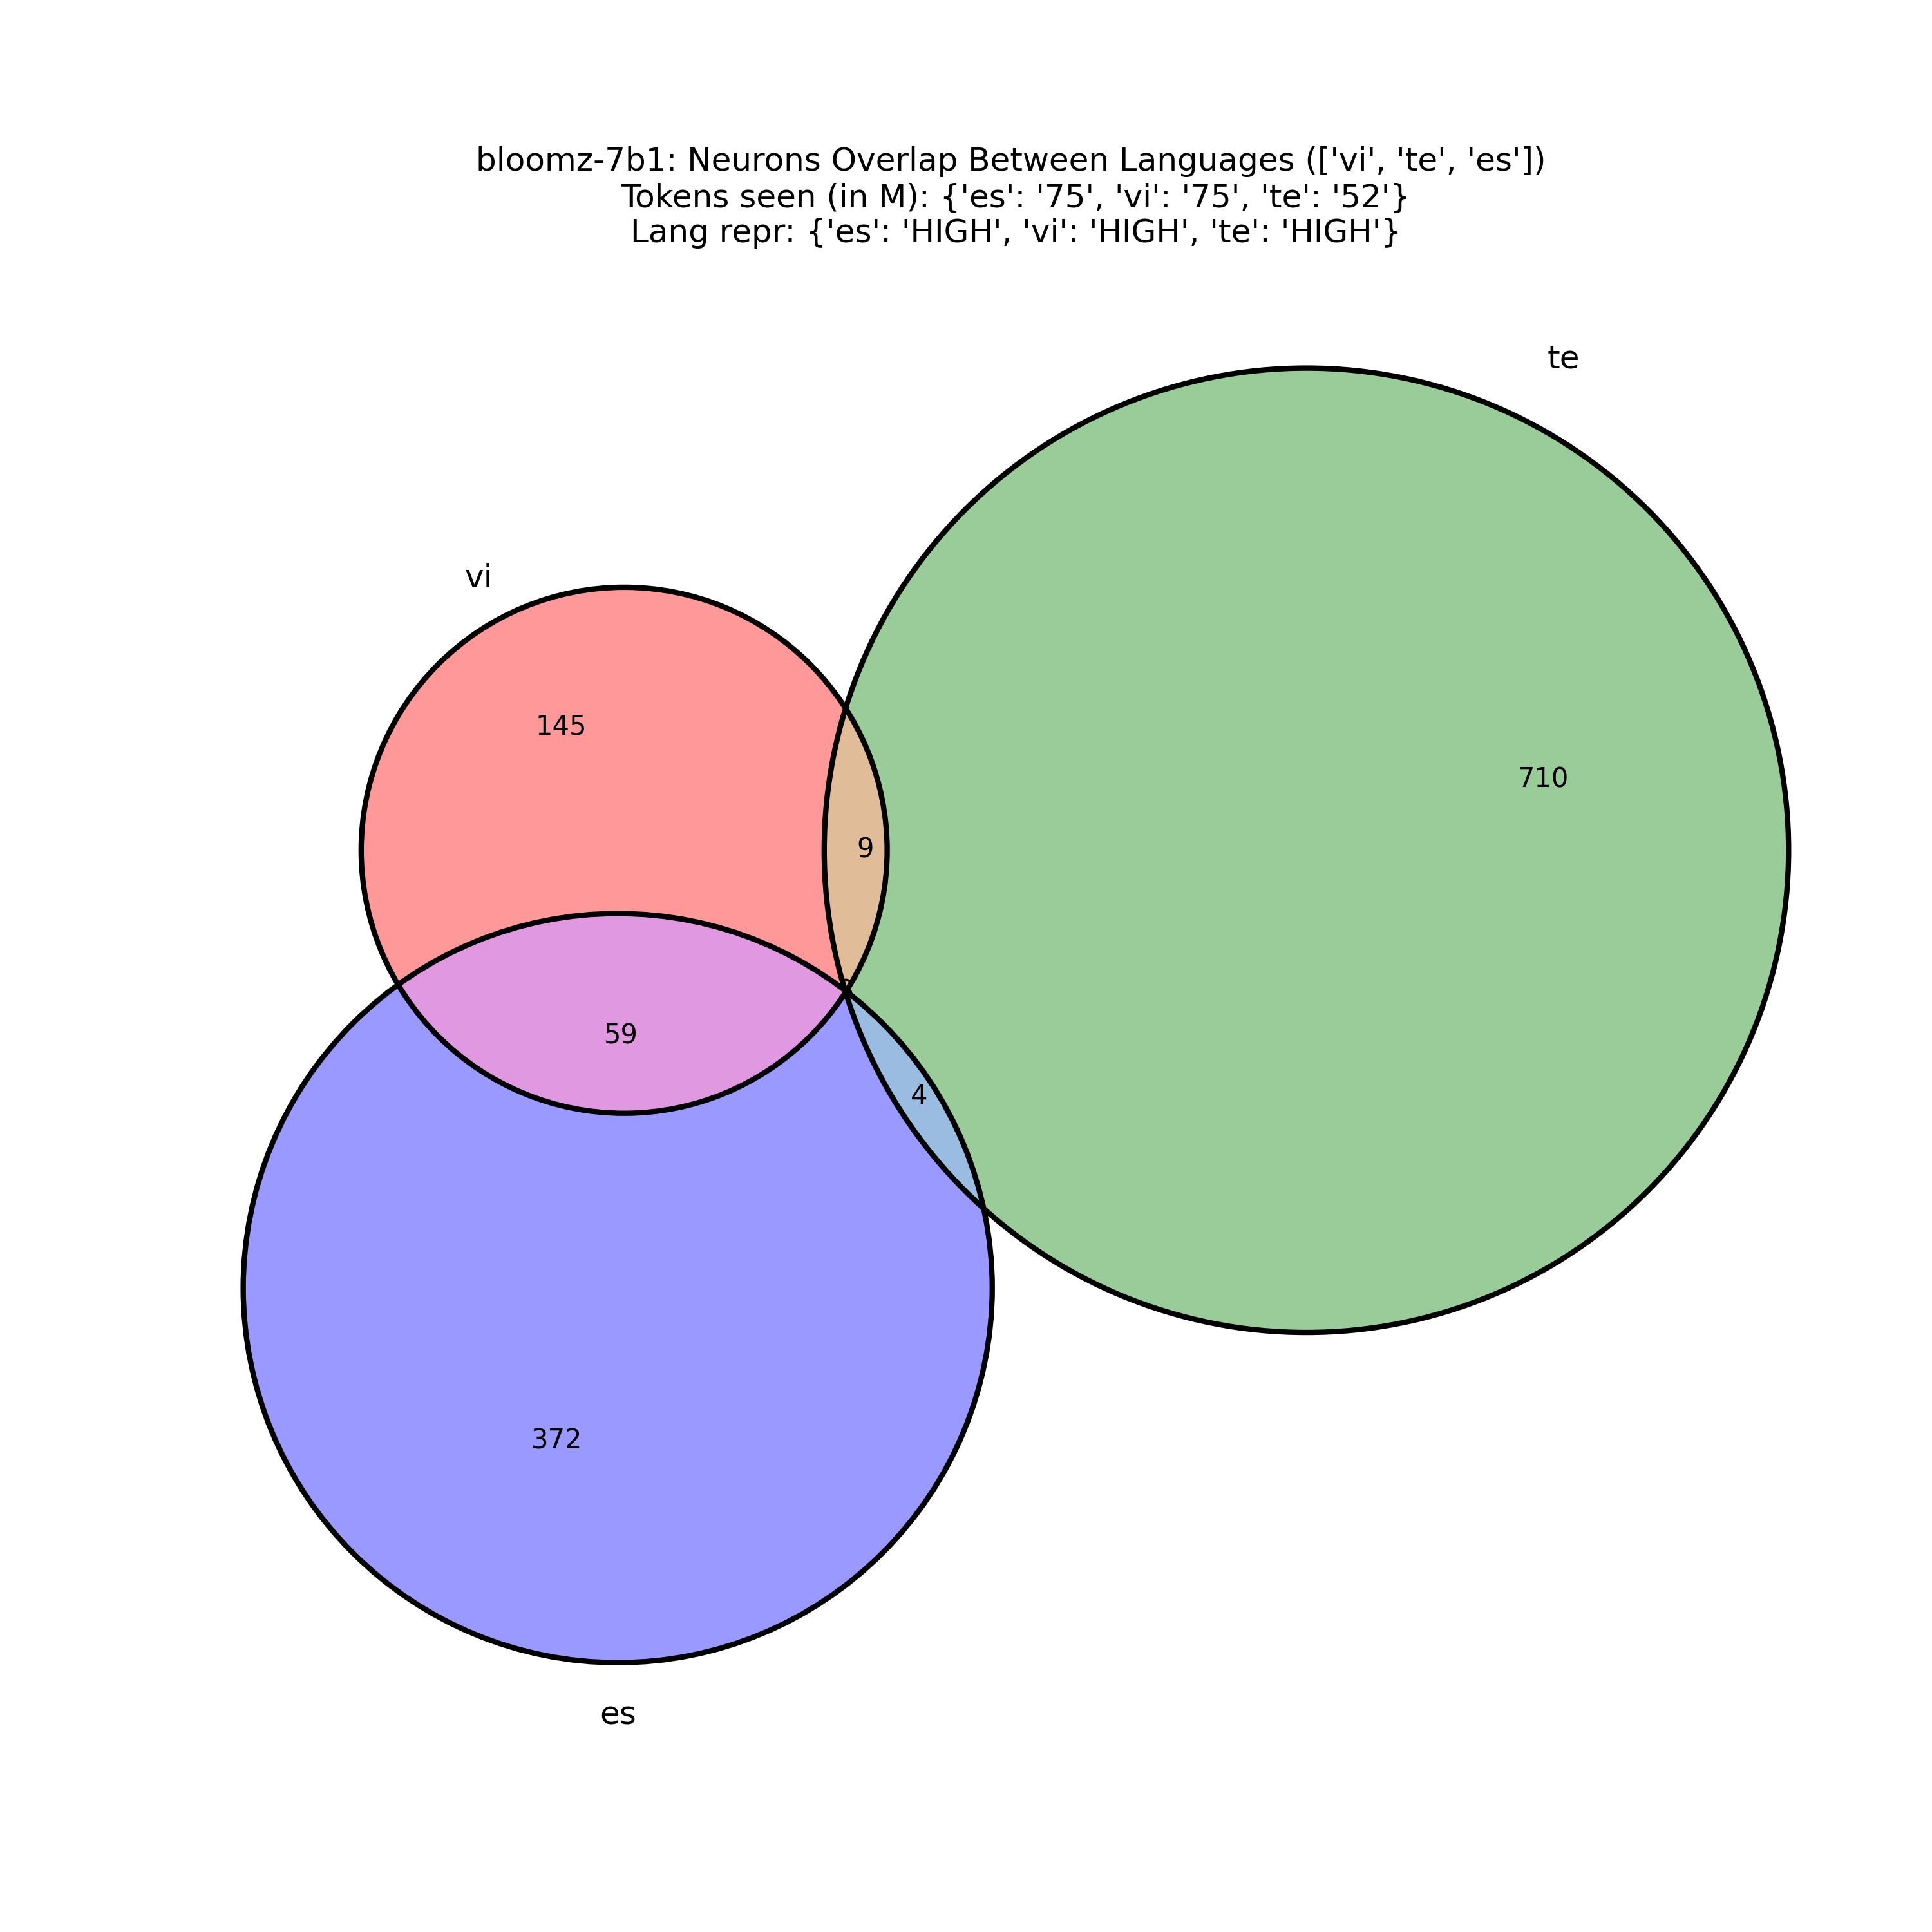 bloomz-7b1: Neurons Overlap Between Languages (['vi', 'te', 'es'])
Tokens seen (in M): {'es': '75', 'vi': '75', 'te': '52'}
Lang repr: {'es': 'HIGH', 'vi': 'HIGH', 'te': 'HIGH'}
te
vi
145
710
9
59
4
372
es